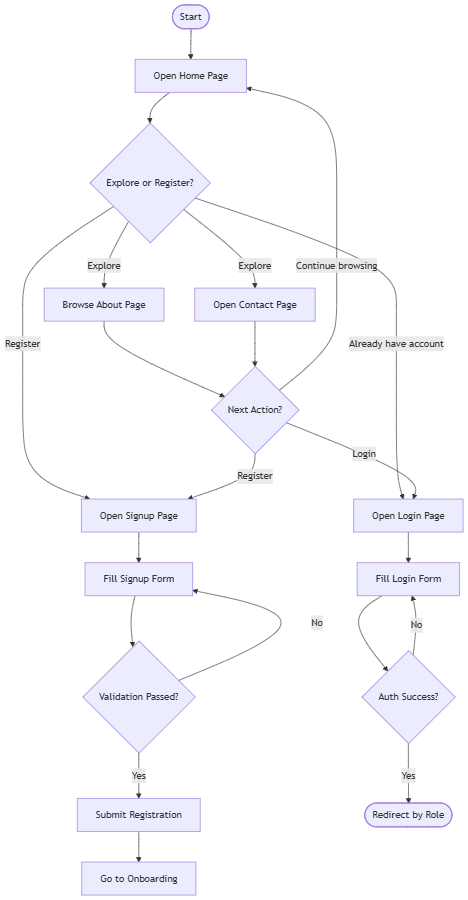 Start
Open Home Page
Explore or Register?
Explore
Explore
Continue browsing
Browse About Page
Open Contact Page
Register
Already have account
Next Action?
Login
Register
Open Signup Page
Open Login Page
Fill Signup Form
Fill Login Form
No
No
Validation Passed?
Auth Success?
Yes
Yes
Submit Registration
Redirect by Role
Go to Onboarding